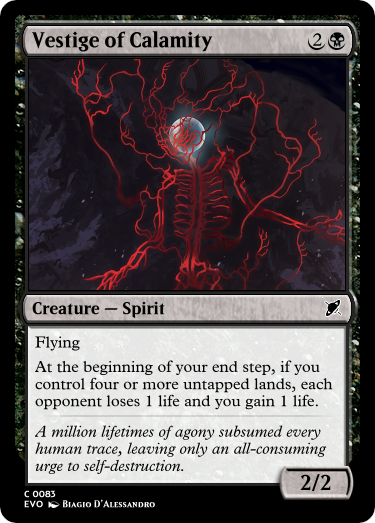 Vestige of Calamity 2
Creature — Spirit
Flying
At the beginning of your end step, if you
control four or more untapped lands, each
opponent loses 1 life and you gain 1 life.
A million lifetimes of agony subsumed every
human trace, leaving only an all-consuming
urge to self-destruction.
2/2
C 0083
EVO Biagio D'Alessandro